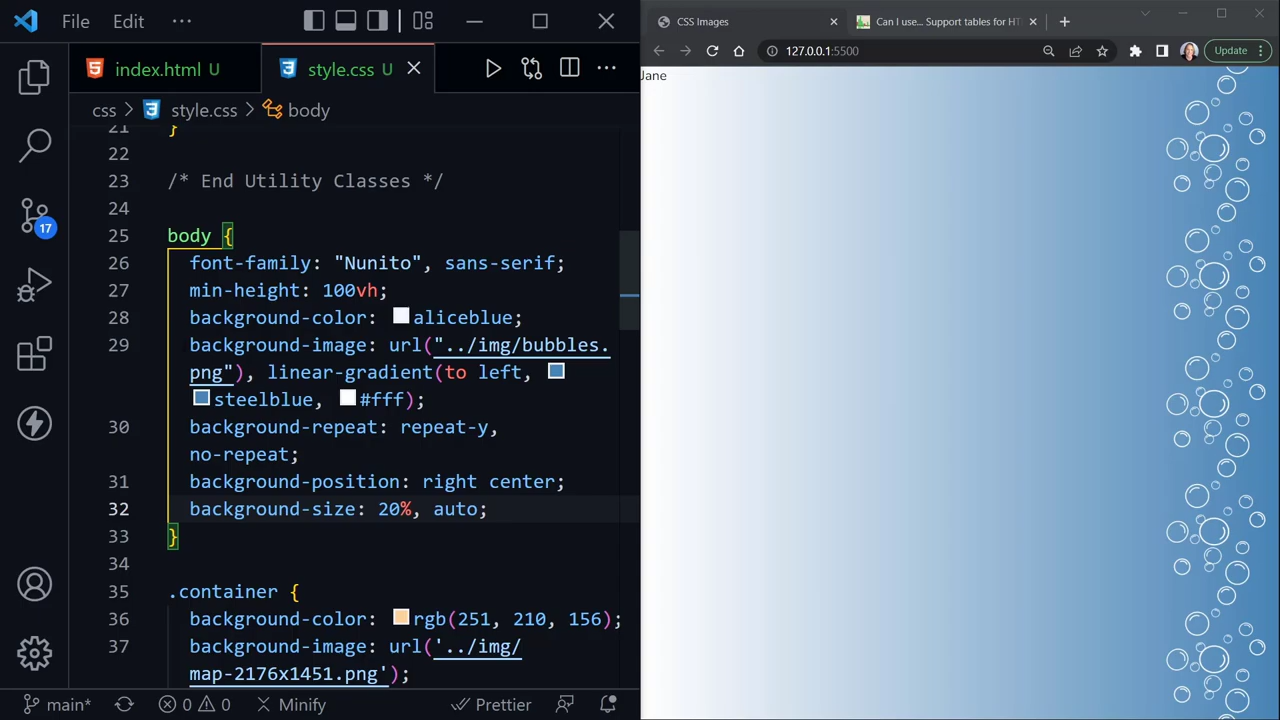 File Edit ···
index.html U
style.css U
css > style.css > body
21 }
22
23 /* End Utility Classes */
24
25 body {
26 font-family: "Nunito", sans-serif;
27 min-height: 100vh;
28 background-color: aliceblue;
29 background-image: url("../img/bubbles.
png"), linear-gradient(to left,
steelblue, #fff);
30 background-repeat: repeat-y,
no-repeat;
31 background-position: right center;
32 background-size: 20%, auto;
33 }
34
35 .container {
36 background-color: rgb(251, 210, 156);
37 background-image: url('../img/
map-2176x1451.png');
17
main* 0 0 Minify Prettier
CSS Images
Can I use... Support tables for HT
127.0.0.1:5500
Update
Jane